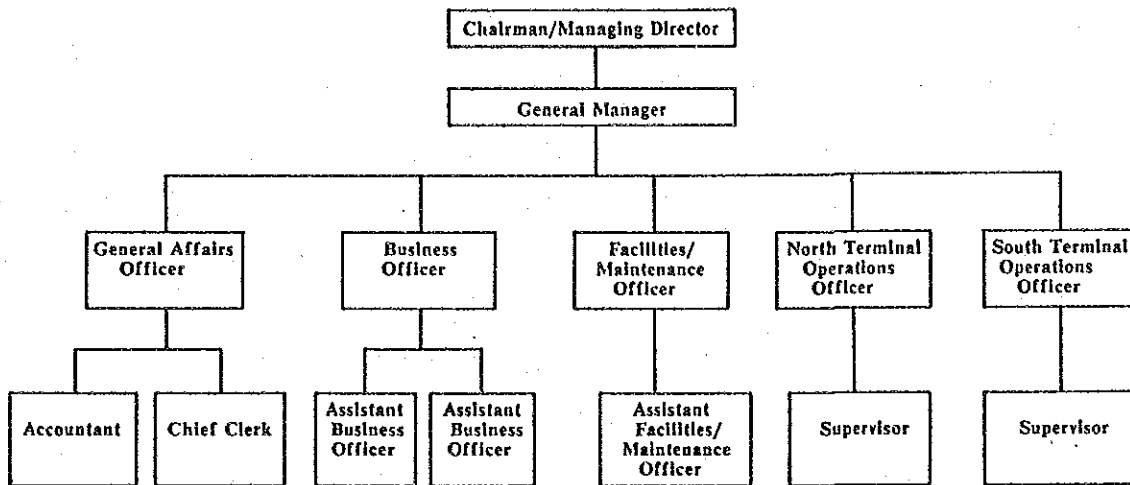 Chairman/Managing Director
General Manager
General Affairs
Officer
Business
Officer
Facilities/
Maintenance
Officer
North Terminal
Operations
Officer
South Terminal
Operations
Officer
Accountant
Chief Clerk
Assistant
Business
Officer
Assistant
Business
Officer
Assistant
Facilities/
Maintenance
Officer
Supervisor
Supervisor